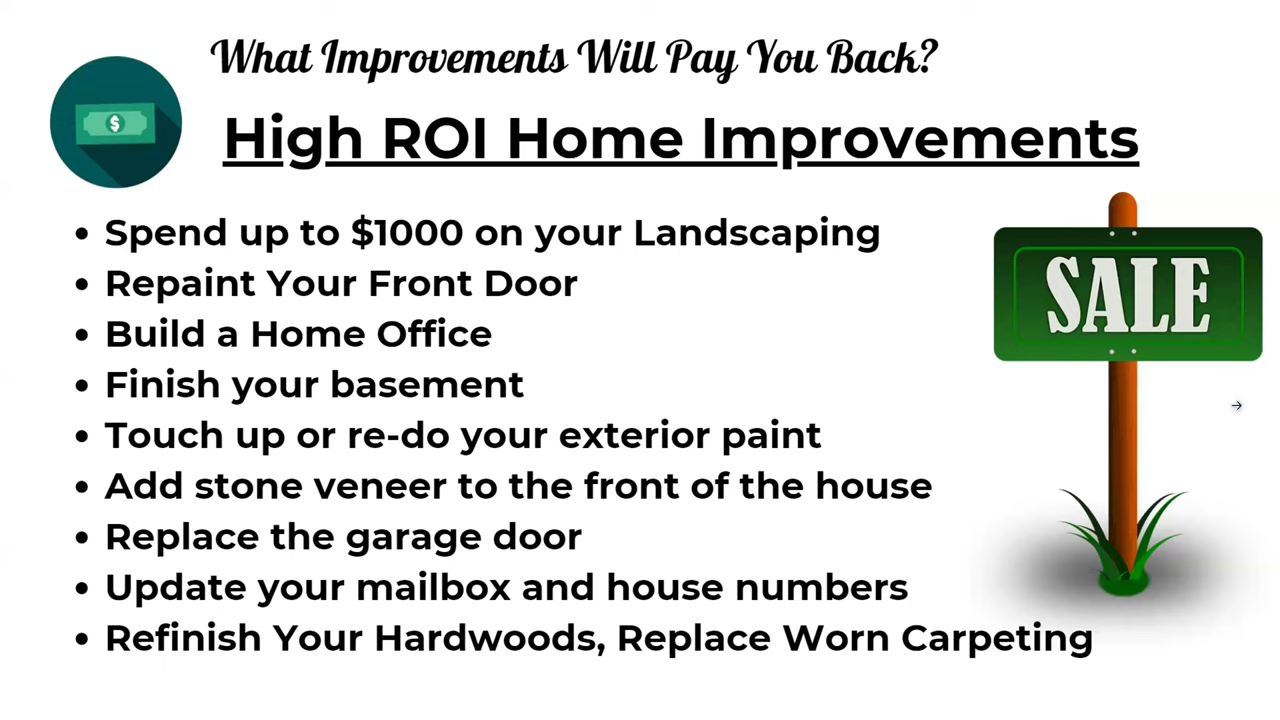 What Improvements Will Pay You Back?
$
High ROI Home Improvements
• Spend up to $1000 on your Landscaping
• Repaint Your Front Door
• Build a Home Office
• Finish your basement
• Touch up or re-do your exterior paint
• Add stone veneer to the front of the house
• Replace the garage door
• Update your mailbox and house numbers
• Refinish Your Hardwoods, Replace Worn Carpeting
SALE